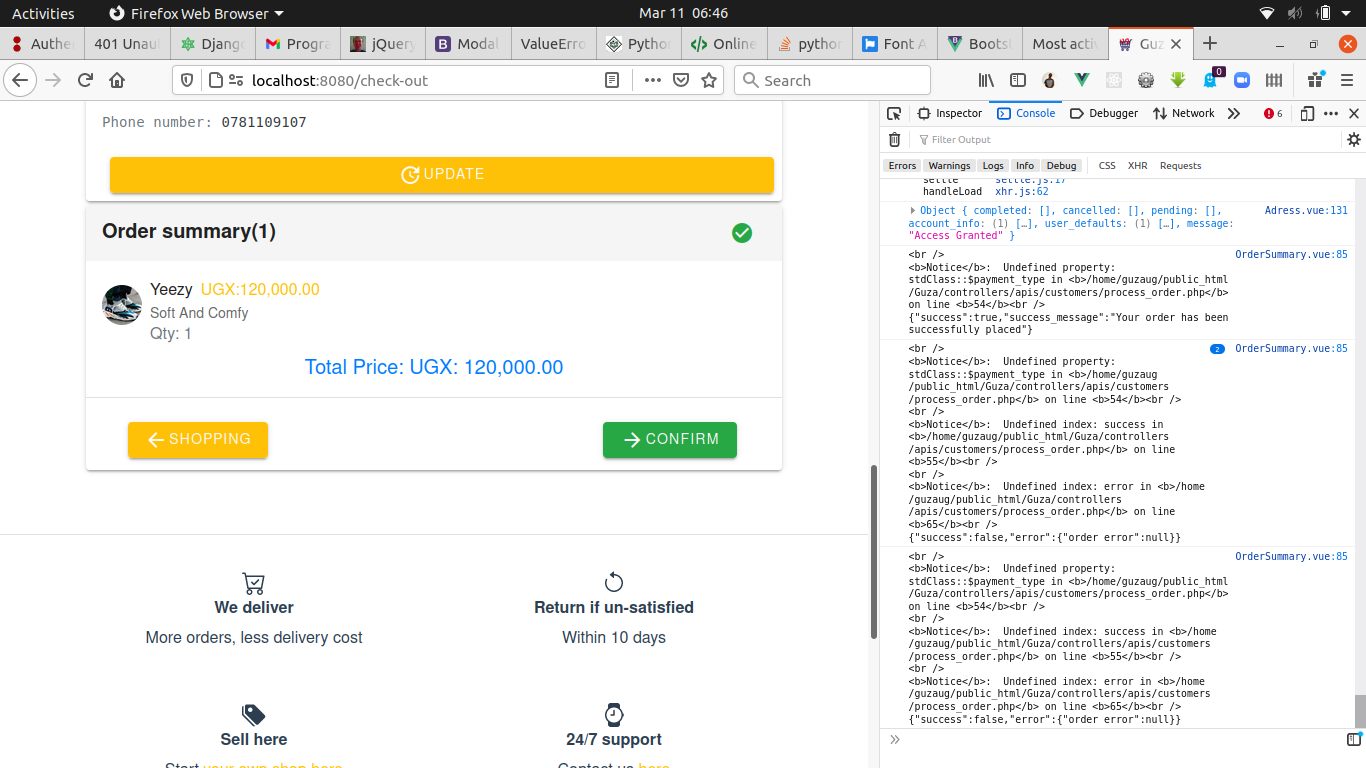 Activities
Firefox Web Browser
Mar 11 06:46
Authe
401 Unau
Djang
Progra
jQuery
Modal
ValueErro
Python
Online
python
Font A
Boots
Most activ
Guz
localhost:8080/check-out
Search
0
Phone number: 0781109107
UPDATE
Order summary(1)
Yeezy UGX:120,000.00
Soft And Comfy
Qty: 1
Total Price: UGX: 120,000.00
SHOPPING
CONFIRM
We deliver
More orders, less delivery cost
Return if un-satisfied
Within 10 days
Sell here
Start your own shop here
24/7 support
Contact us here
Inspector
Console
Debugger
Network
6
Filter Output
Errors
Warnings
Logs
Info
Debug
CSS
XHR
Requests
settle settle.js:17
handleLoad xhr.js:62
Object { completed: [], cancelled: [], pending: [], Adress.vue:131
account_info: (1) […], user_defaults: (1) […], message:
"Access Granted" }
<br /> OrderSummary.vue:85
<b>Notice</b>: Undefined property:
stdClass::$payment_type in <b>/home/guzaug/public_html
/Guza/controllers/apis/customers/process_order.php</b>
on line <b>54</b><br />
{"success":true,"success_message":"Your order has been
successfully placed"}
<br /> 2 OrderSummary.vue:85
<b>Notice</b>: Undefined property:
stdClass::$payment_type in <b>/home/guzaug
/public_html/Guza/controllers/apis/customers
/process_order.php</b> on line <b>54</b><br />
<br />
<b>Notice</b>: Undefined index: success in
<b>/home/guzaug/public_html/Guza/controllers
/apis/customers/process_order.php</b> on line
<b>55</b><br />
<br />
<b>Notice</b>: Undefined index: error in <b>/home
/guzaug/public_html/Guza/controllers
/apis/customers/process_order.php</b> on line
<b>65</b><br />
{"success":false,"error":{"order error":null}}
<br /> OrderSummary.vue:85
<b>Notice</b>: Undefined property:
stdClass::$payment_type in <b>/home/guzaug/public_html
/Guza/controllers/apis/customers/process_order.php</b>
on line <b>54</b><br />
<br />
<b>Notice</b>: Undefined index: success in <b>/home
/guzaug/public_html/Guza/controllers/apis/customers
/process_order.php</b> on line <b>55</b><br />
<br />
<b>Notice</b>: Undefined index: error in <b>/home
/guzaug/public_html/Guza/controllers/apis/customers
/process_order.php</b> on line <b>65</b><br />
{"success":false,"error":{"order error":null}}